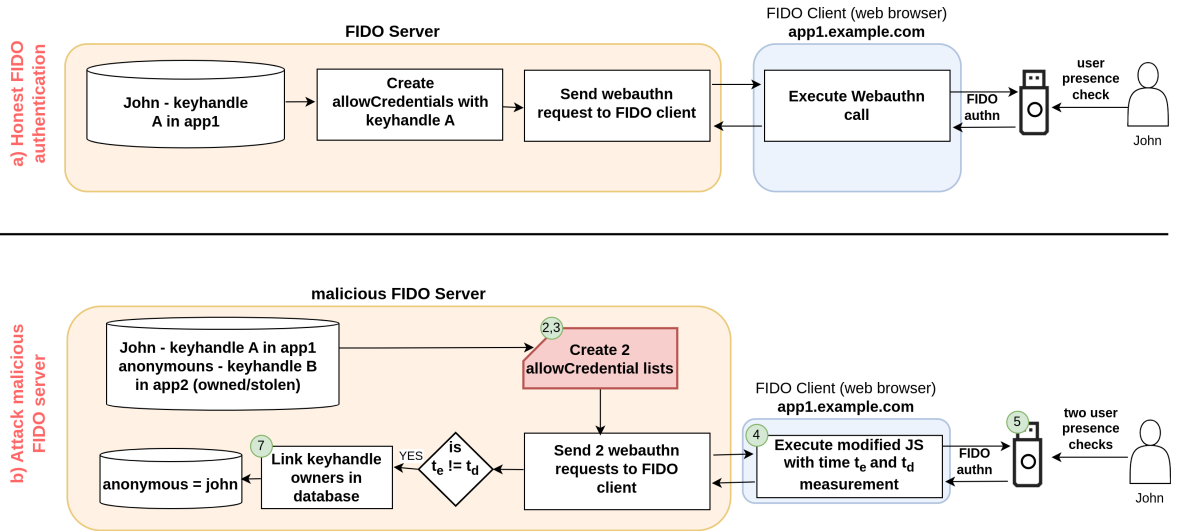 a) Honest FIDO
authentication
FIDO Server
John - keyhandle
A in app1
Create
allowCredentials with
keyhandle A
Send webauthn
request to FIDO client
FIDO Client (web browser)
app1.example.com
Execute Webauthn
call
FIDO
authn
user
presence
check
John
b) Attack malicious
FIDO server
malicious FIDO Server
John - keyhandle A in app1
anonymouns - keyhandle B
in app2 (owned/stolen)
2,3
Create 2
allowCredential lists
Send 2 webauthn
requests to FIDO
client
is
te != td
YES
7
Link keyhandle
owners in
database
anonymous = john
FIDO Client (web browser)
app1.example.com
4
Execute modified JS
with time te and td
measurement
FIDO
authn
5
two user
presence
checks
John